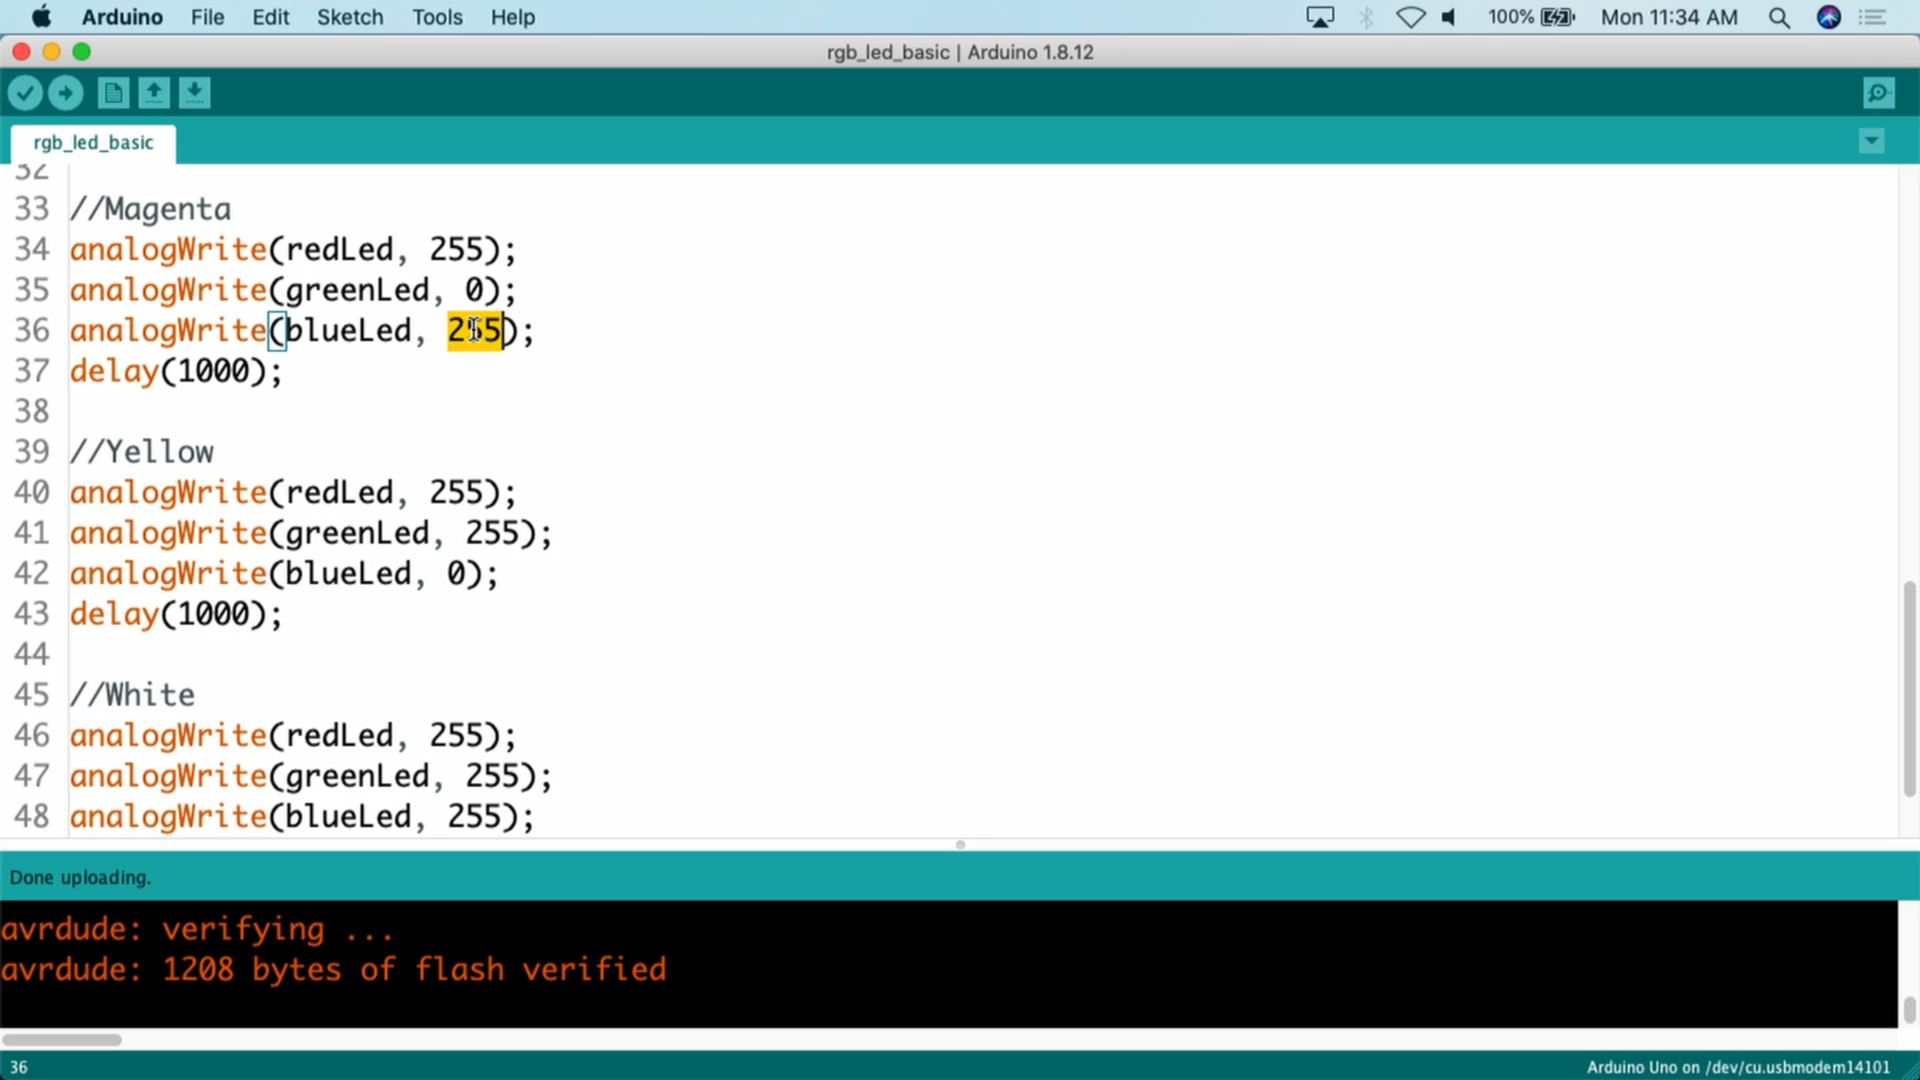 Arduino File Edit Sketch Tools Help 100% Mon 11:34 AM
rgb_led_basic | Arduino 1.8.12
rgb_led_basic
32
33 //Magenta
34 analogWrite(redLed, 255);
35 analogWrite(greenLed, 0);
36 analogWrite(blueLed, 255);
37 delay(1000);
38
39 //Yellow
40 analogWrite(redLed, 255);
41 analogWrite(greenLed, 255);
42 analogWrite(blueLed, 0);
43 delay(1000);
44
45 //White
46 analogWrite(redLed, 255);
47 analogWrite(greenLed, 255);
48 analogWrite(blueLed, 255);
Done uploading.
avrdude: verifying ...
avrdude: 1208 bytes of flash verified
36 Arduino Uno on /dev/cu.usbmodem14101